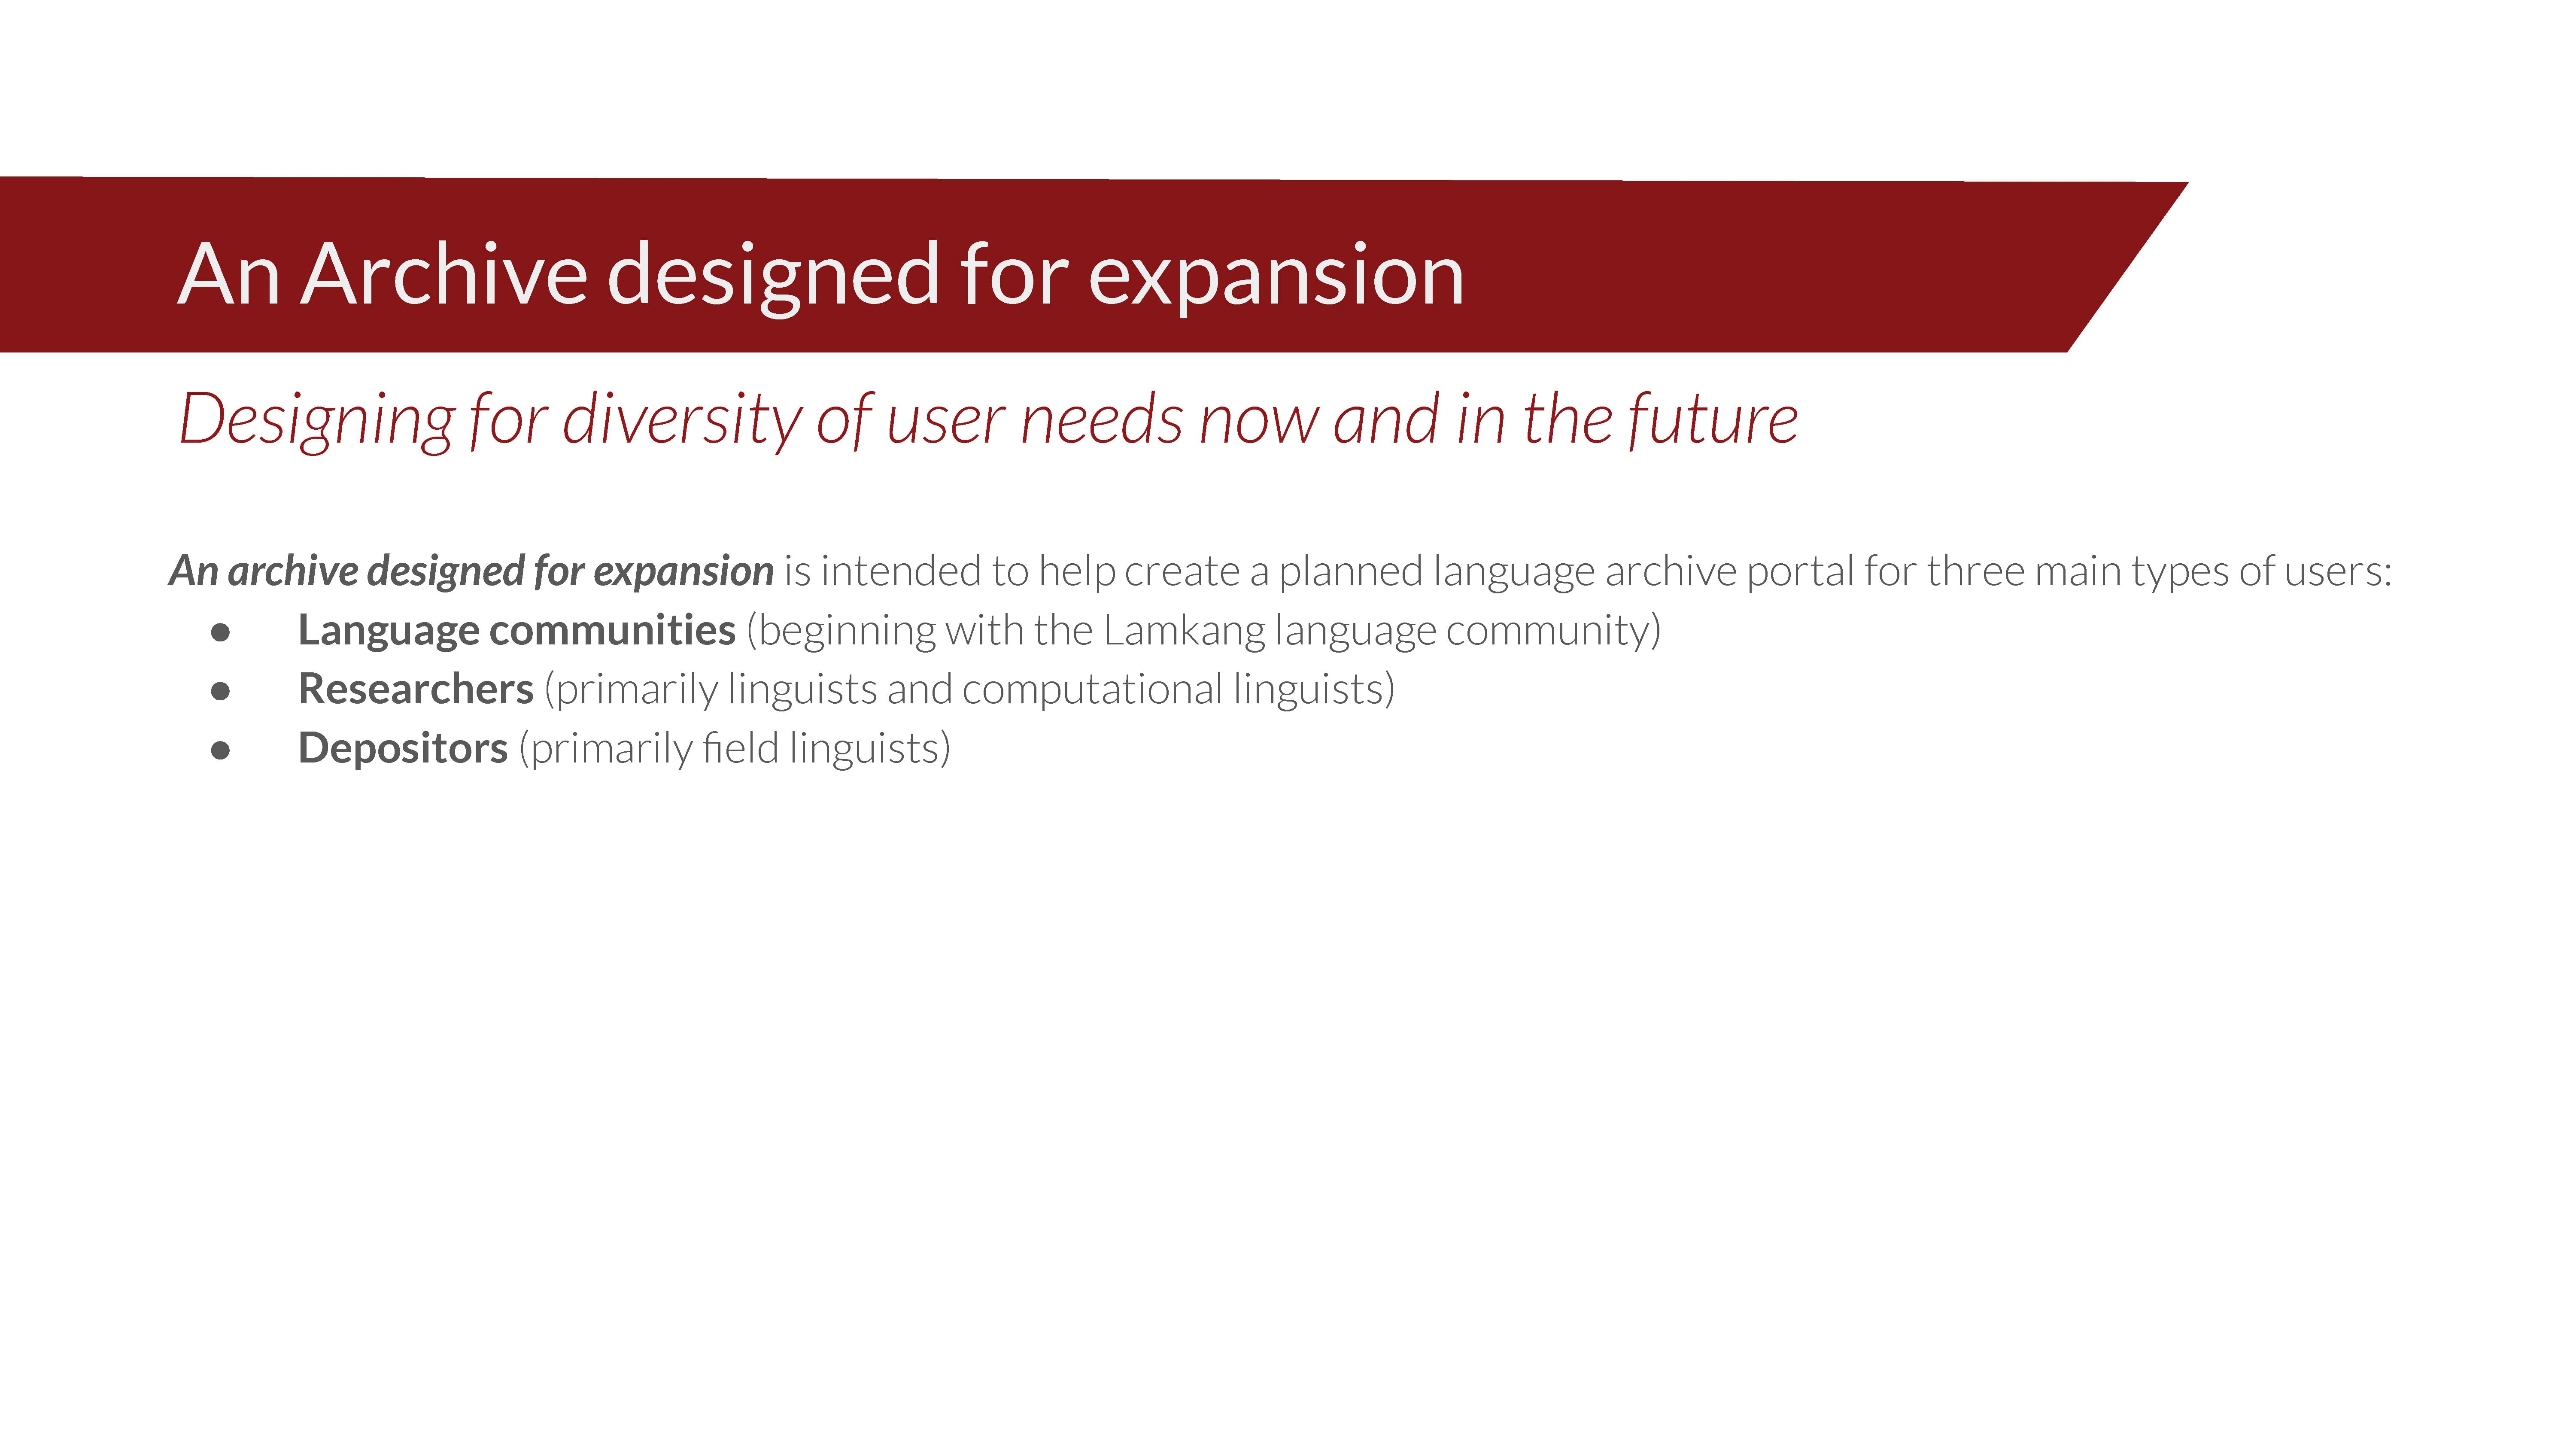 An Archive designed for expansion
Designing for diversity of user needs now and in the future
An archive designed for expansion is intended to help create a planned language archive portal for three main types of users:
● Language communities (beginning with the Lamkang language community)
● Researchers (primarily linguists and computational linguists)
● Depositors (primarily field linguists)